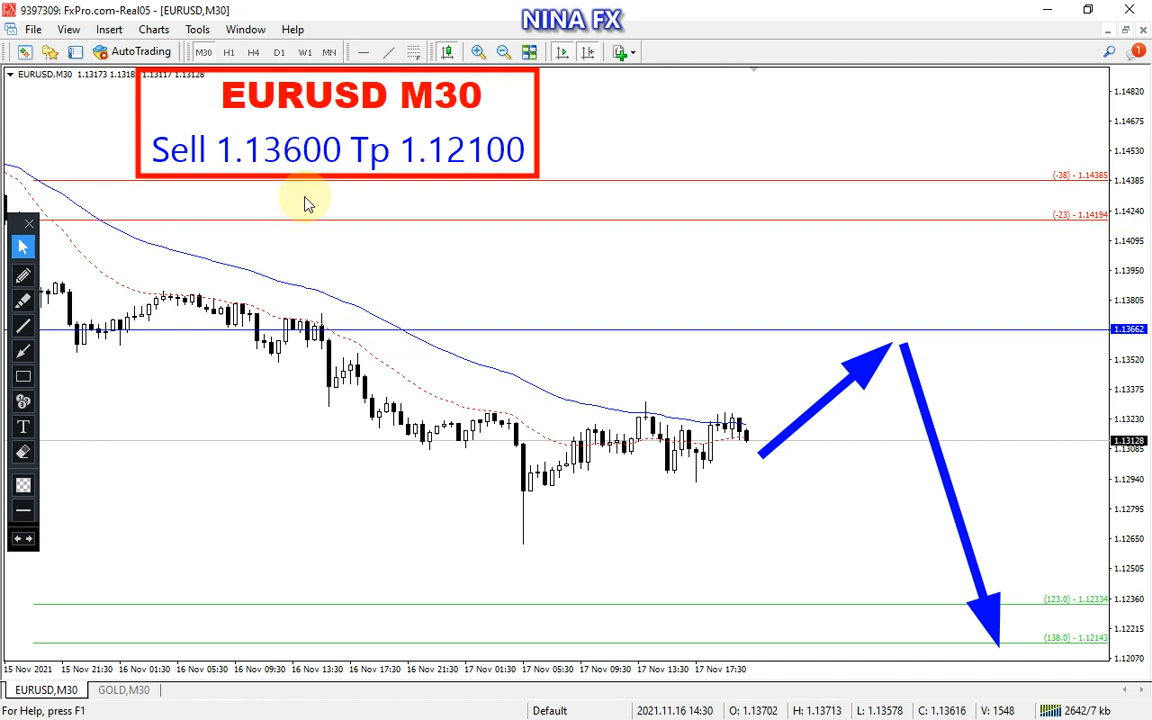 9397309: FxPro.com-Real05 - [EURUSD,M30]
NINA FX
File View Insert Charts Tools Window Help
AutoTrading M30 H1 H4 D1 W1 MN
1
EURUSD,M30 1.13173 1.1318 1.13117 1.13128
EURUSD M30
Sell 1.13600 Tp 1.12100
1.14820
1.14675
1.14530
(-38) - 1.14385
1.14385
(-23) - 1.14194
1.14240
1.14095
1.13950
1.13805
1.13662
1.13520
1.13375
1.13230
1.13128
1.13085
1.12940
1.12795
1.12650
1.12505
(123.0) - 1.12334
1.12360
1.12215
(138.0) - 1.12143
1.12070
T
15 Nov 2021 15 Nov 21:30 16 Nov 01:30 16 Nov 05:30 16 Nov 09:30 16 Nov 13:30 16 Nov 17:30 16 Nov 21:30 17 Nov 01:30 17 Nov 05:30 17 Nov 09:30 17 Nov 13:30 17 Nov 17:30
EURUSD,M30 GOLD,M30
For Help, press F1 Default 2021.11.16 14:30 O: 1.13702 H: 1.13713 L: 1.13578 C: 1.13616 V: 1548 2642/7 kb